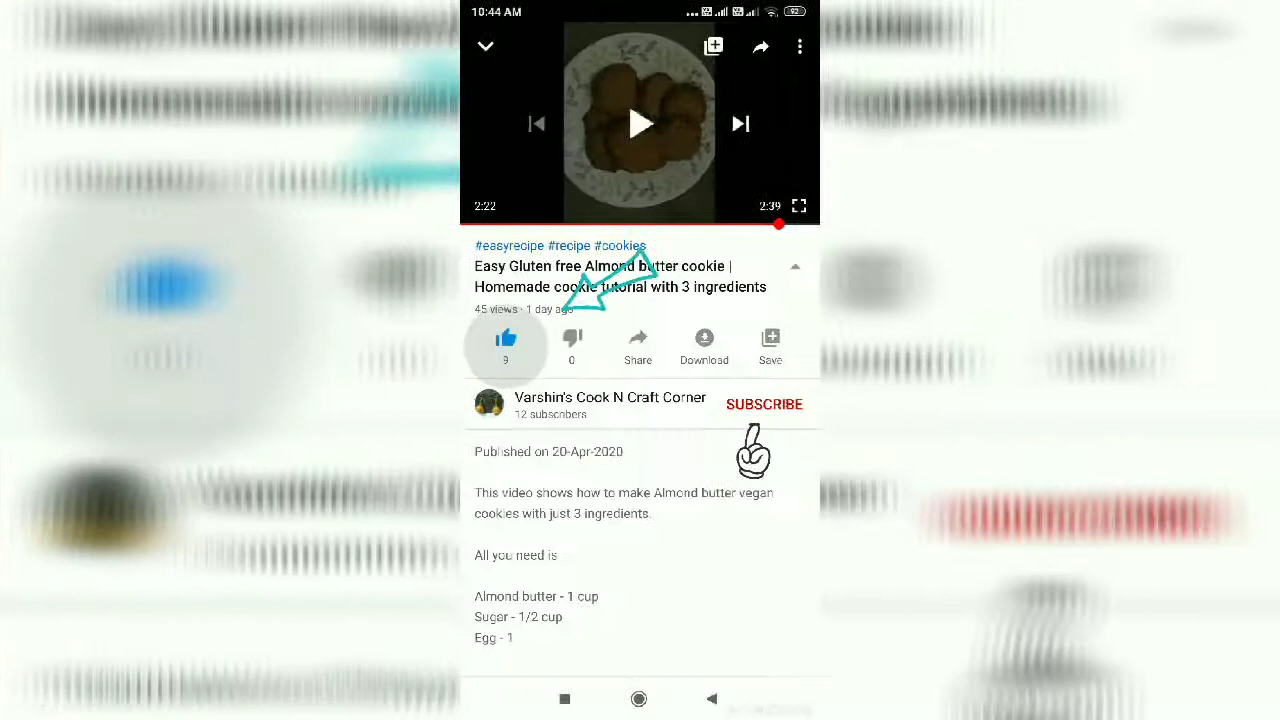 10:44 AM
92
2:22
2:39
#easyrecipe #recipe #cookies
Easy Gluten free Almond butter cookie |
Homemade cookie tutorial with 3 ingredients
45 views · 1 day ago
9
0
Share
Download
Save
Varshin's Cook N Craft Corner
SUBSCRIBE
12 subscribers
Published on 20-Apr-2020
This video shows how to make Almond butter vegan
cookies with just 3 ingredients.
All you need is
Almond butter - 1 cup
Sugar - 1/2 cup
Egg - 1